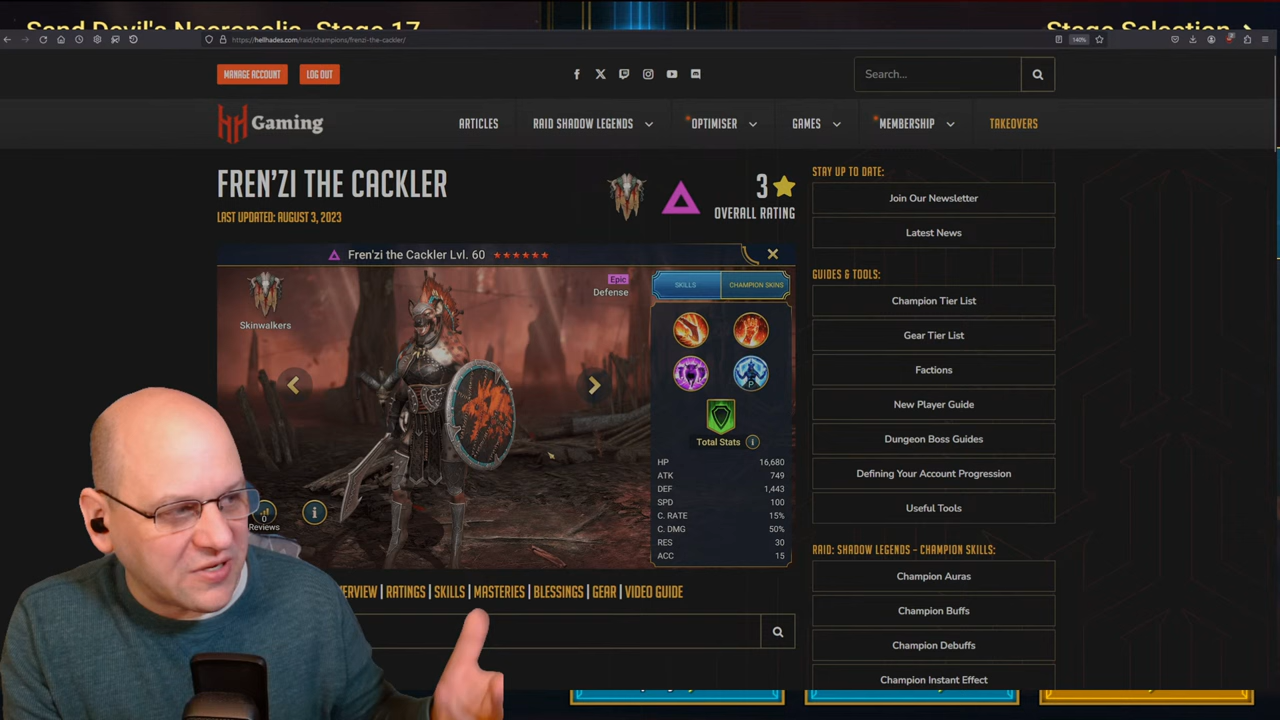 Sand Devil's Necropolis, Stage 17
Stage Selection
https://hellhades.com/raid/champions/frenzi-the-cackler/
140%
MANAGE ACCOUNT
LOG OUT
Search...
Gaming
ARTICLES
RAID SHADOW LEGENDS
OPTIMISER
GAMES
MEMBERSHIP
TAKEOVERS
FREN'ZI THE CACKLER
LAST UPDATED: AUGUST 3, 2023
3
OVERALL RATING
Fren'zi the Cackler Lvl. 60
Skinwalkers
Epic
Defense
SKILLS
CHAMPION SKINS
P
Total Stats
HP 16,680
ATK 749
DEF 1,443
SPD 100
C. RATE 15%
C. DMG 50%
RES 30
ACC 15
0
Reviews
VERVIEW | RATINGS | SKILLS | MASTERIES | BLESSINGS | GEAR | VIDEO GUIDE
STAY UP TO DATE:
Join Our Newsletter
Latest News
GUIDES & TOOLS:
Champion Tier List
Gear Tier List
Factions
New Player Guide
Dungeon Boss Guides
Defining Your Account Progression
Useful Tools
RAID: SHADOW LEGENDS - CHAMPION SKILLS:
Champion Auras
Champion Buffs
Champion Debuffs
Champion Instant Effect